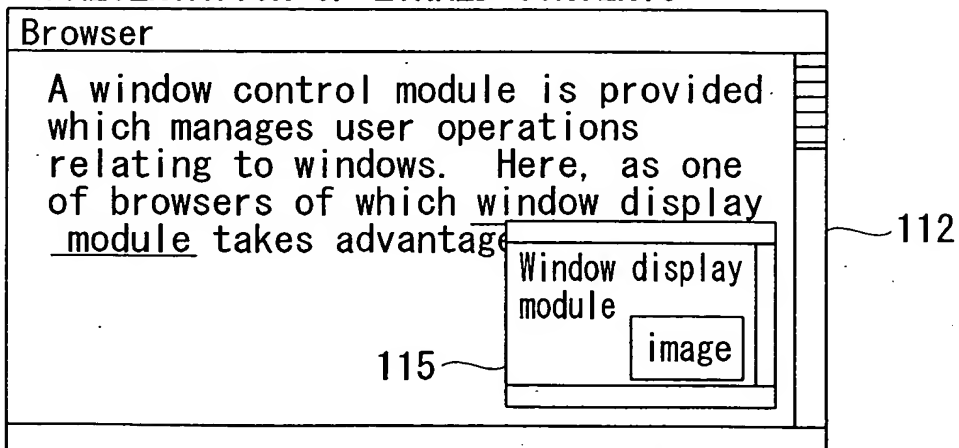 Browser
A window control module is provided
which manages user operations
relating to windows. Here, as one
of browsers of which window display
module takes advantage
Window display
module
image
112
115